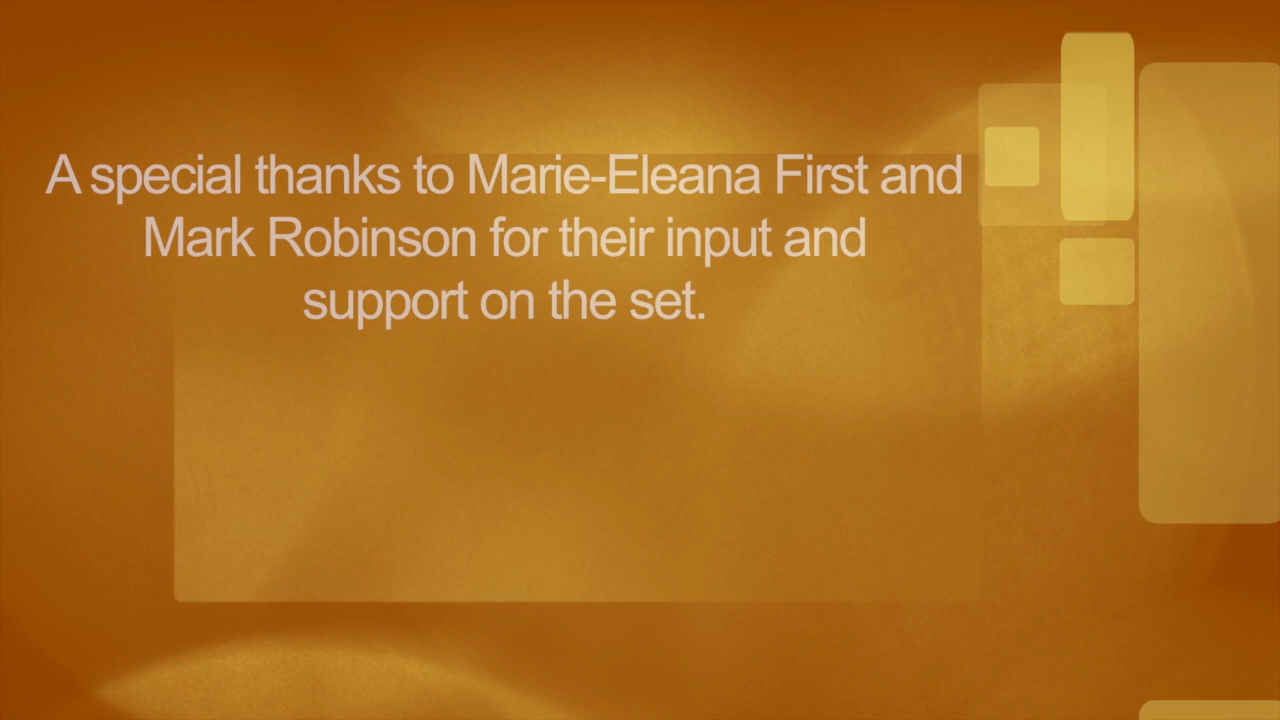 A special thanks to Marie-Eleana First and
Mark Robinson for their input and
support on the set.